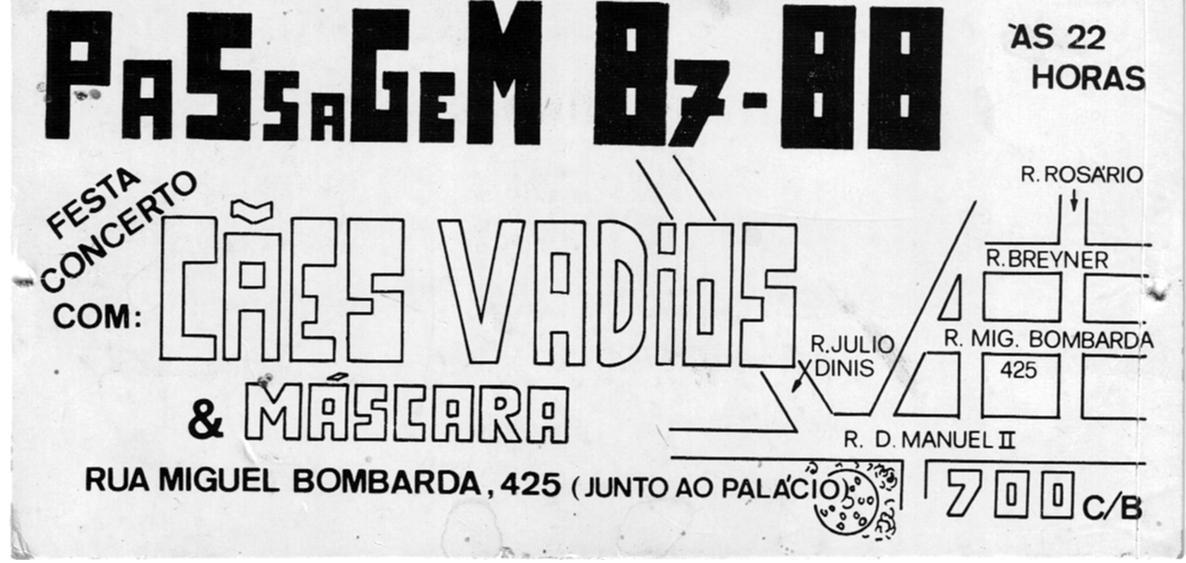 PaSsaGeM 87-88
ÀS 22
HORAS
FESTA
CONCERTO
COM:
CÃES VADiOS
& MÁSCARA
RUA MIGUEL BOMBARDA, 425 (JUNTO AO PALÁCIO)
R. ROSÁRIO
R. BREYNER
R. MIG. BOMBARDA
425
R. JULIO
DINIS
R. D. MANUEL II
700 C/B